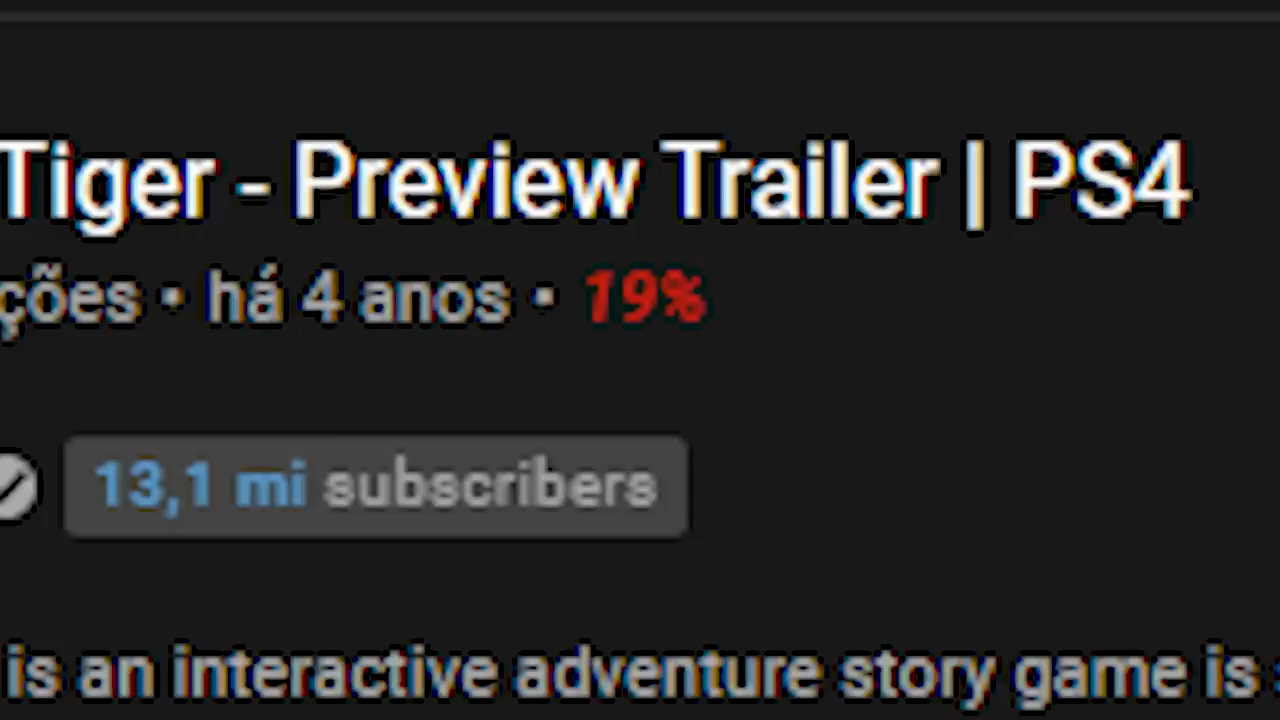 Tiger - Preview Trailer | PS4
ções • há 4 anos • 19%
13,1 mi subscribers
is an interactive adventure story game is